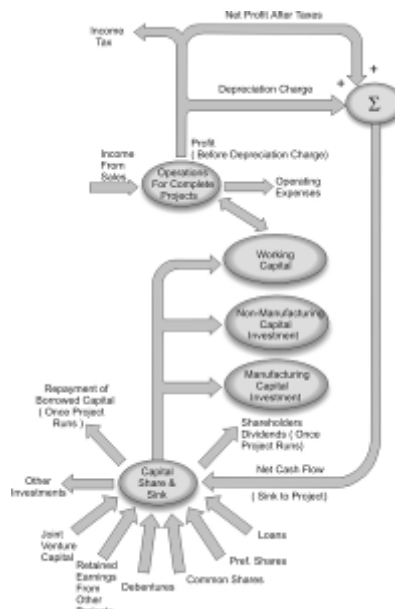 Net Profit After Taxes
Income
Tax
+
+
Depreciation Charge
Σ
Profit
( Before Depreciation Charge)
Income
From
Sales
Operations
For Complete
Projects
Operating
Expenses
Working
Capital
Non-Manufacturing
Capital
Investment
Manufacturing
Capital
Investment
Repayment of
Borrowed Capital
( Once Project
Runs )
Shareholders
Dividends ( Once
Project Runs)
Capital
Share &
Sink
Net Cash Flow
( Sink to Project)
Other
Investments
Joint
Venture
Capital
Retained
Earnings
From
Other
Debentures
Common Shares
Pref. Shares
Loans